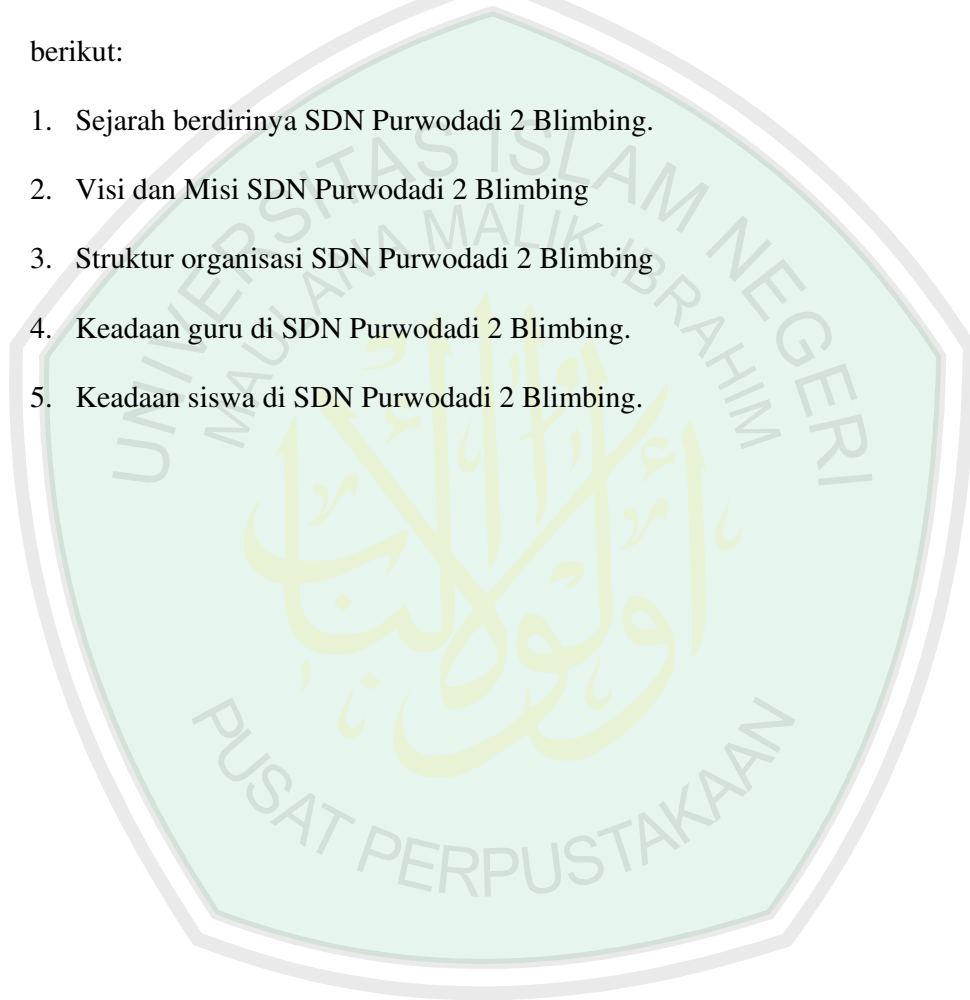 berikut:
1. Sejarah berdirinya SDN Purwodadi 2 Blimbing.
2. Visi dan Misi SDN Purwodadi 2 Blimbing
3. Struktur organisasi SDN Purwodadi 2 Blimbing
4. Keadaan guru di SDN Purwodadi 2 Blimbing.
5. Keadaan siswa di SDN Purwodadi 2 Blimbing.
UNIVERSITAS ISLAM NEGERI
MAULANA MALIK IBRAHIM
PUSAT PERPUSTAKAAN